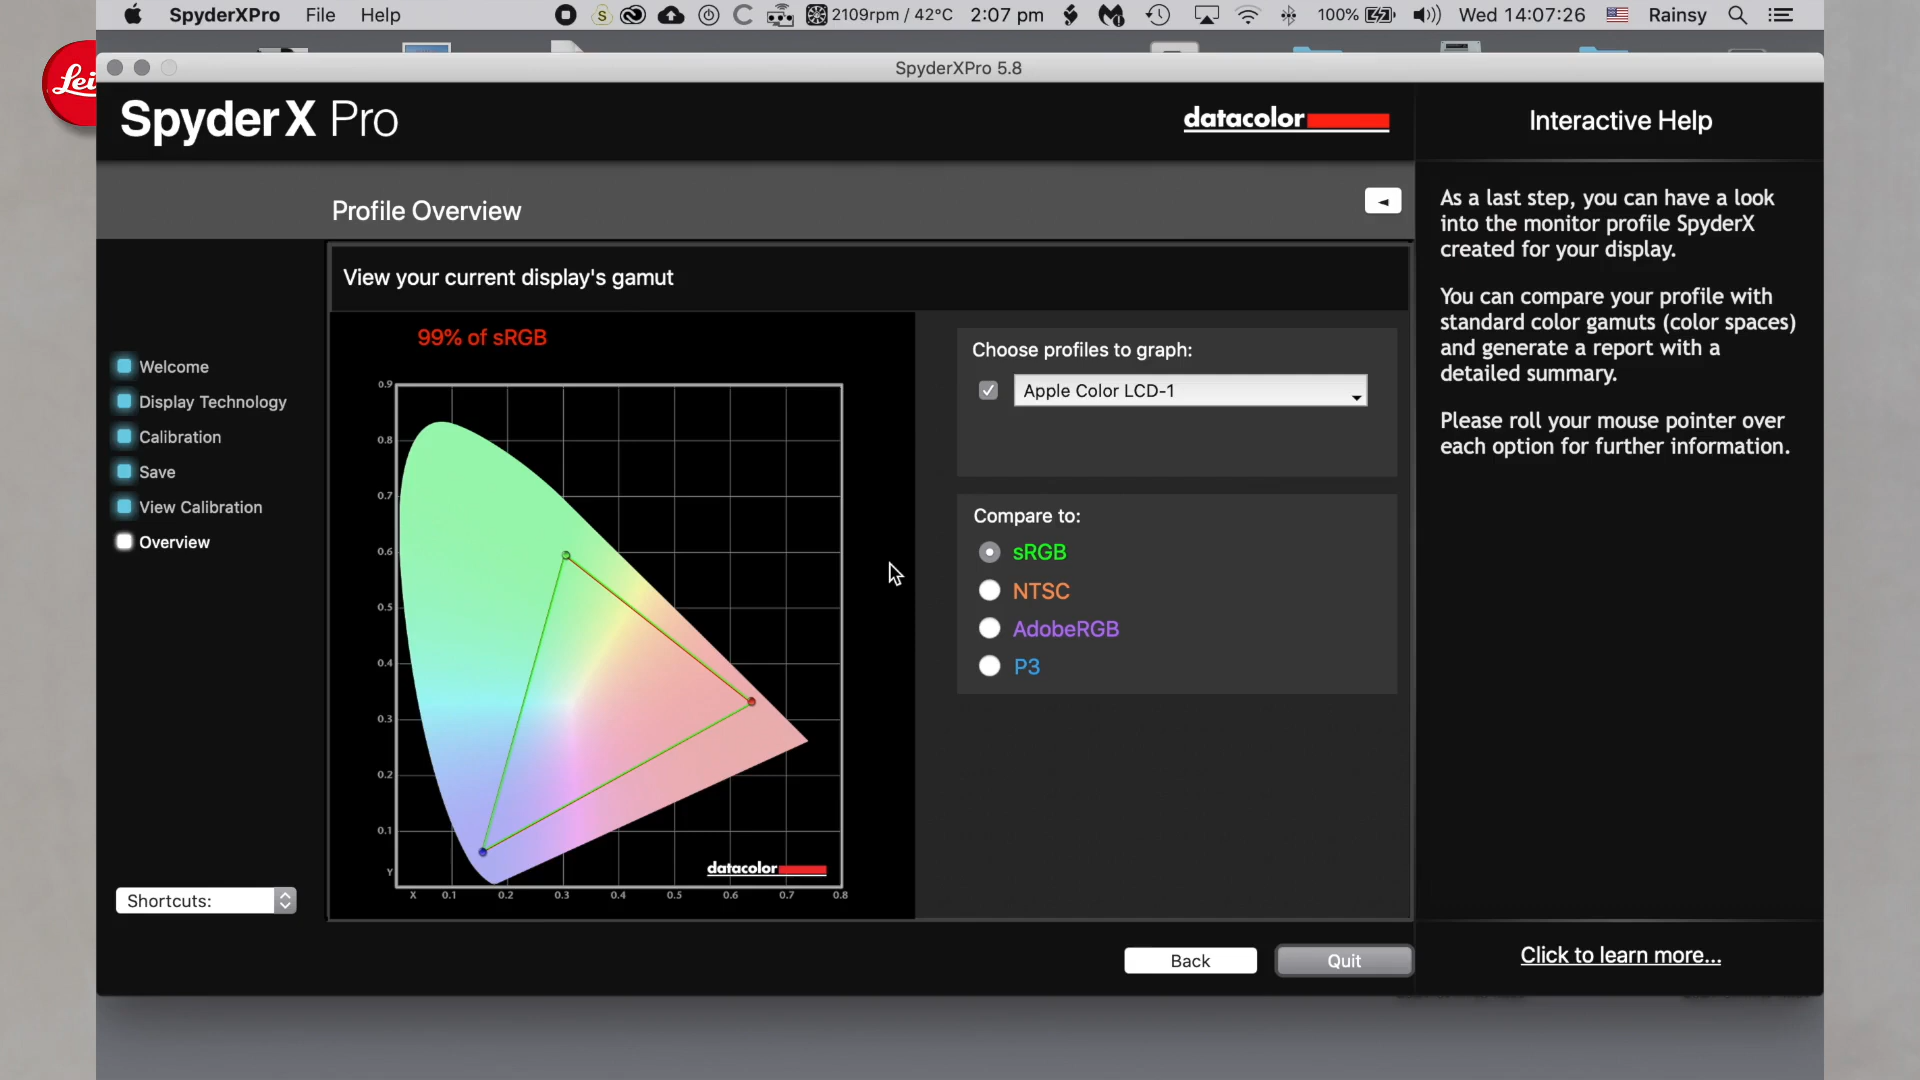 SpyderXPro File Help 2109rpm / 42°C 2:07 pm 100% Wed 14:07:26 Rainsy
Lei
SpyderXPro 5.8
SpyderX Pro
datacolor
Interactive Help
Profile Overview
As a last step, you can have a look
into the monitor profile SpyderX
created for your display.
You can compare your profile with
standard color gamuts (color spaces)
and generate a report with a
detailed summary.
Please roll your mouse pointer over
each option for further information.
Click to learn more...
Welcome
Display Technology
Calibration
Save
View Calibration
Overview
Shortcuts:
View your current display's gamut
99% of sRGB
0.9
0.8
0.7
0.6
0.5
0.4
0.3
0.2
0.1
Y
X 0.1 0.2 0.3 0.4 0.5 0.6 0.7 0.8
datacolor
Choose profiles to graph:
Apple Color LCD-1
Compare to:
sRGB
NTSC
AdobeRGB
P3
Back
Quit